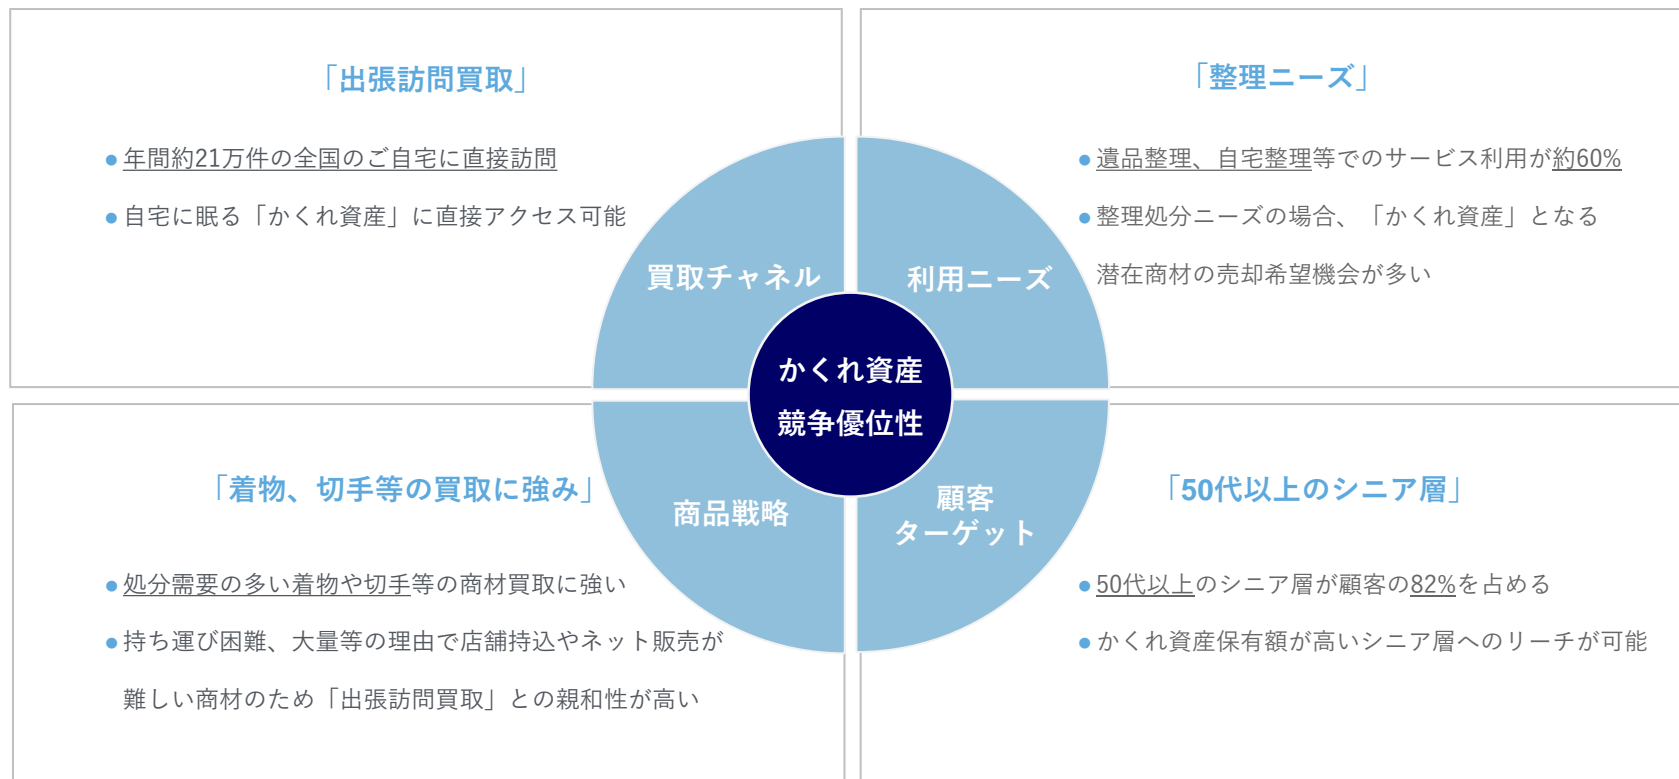 「出張訪問買取」
●年間約21万件の全国のご自宅に直接訪問
●自宅に眠る「かくれ資産」に直接アクセス可能
買取チャネル
「整理ニーズ」
●遺品整理、自宅整理等でのサービス利用が約60%
●整理処分ニーズの場合、「かくれ資産」となる
潜在商材の売却希望機会が多い
利用ニーズ
かくれ資産
競争優位性
「着物、切手等の買取に強み」
●処分需要の多い着物や切手等の商材買取に強い
●持ち運び困難、大量等の理由で店舗持込やネット販売が
難しい商材のため「出張訪問買取」との親和性が高い
商品戦略
「50代以上のシニア層」
●50代以上のシニア層が顧客の82%を占める
●かくれ資産保有額が高いシニア層へのリーチが可能
顧客
ターゲット